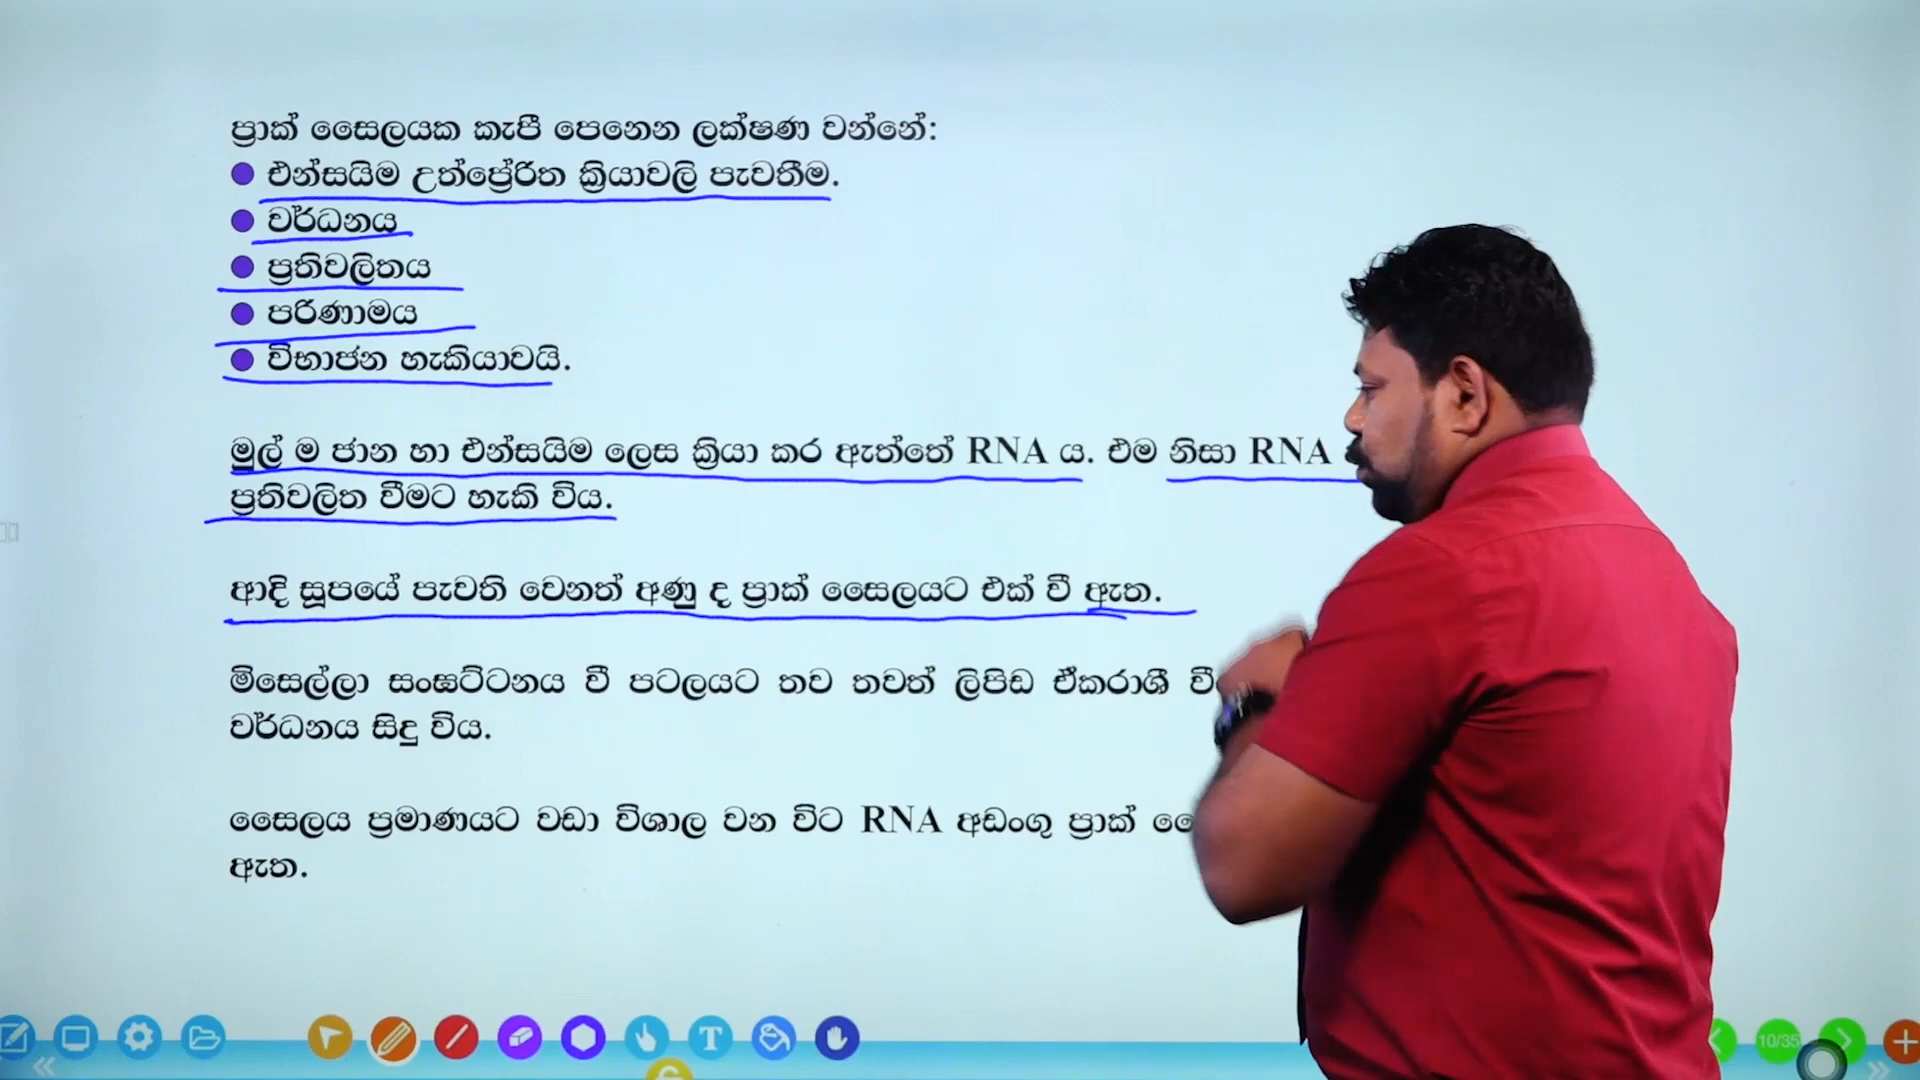 ප්‍රාක් සෛලයක කැපී පෙනෙන ලක්ෂණ වන්නේ:
එන්සයිම උත්ප්‍රේරිත ක්‍රියාවලි පැවතීම.
වර්ධනය
ප්‍රතිවලිතය
පරිණාමය
විභාජන හැකියාවයි.
මුල් ම ජාන හා එන්සයිම ලෙස ක්‍රියා කර ඇත්තේ RNA ය. එම නිසා RNA
ප්‍රතිවලිත වීමට හැකි විය.
ආදි සූපයේ පැවති වෙනත් අණු ද ප්‍රාක් සෛලයට එක් වී ඇත.
මිසෙල්ලා සංඝට්ටනය වී පටලයට තව තවත් ලිපිඩ ඒකරාශී
වර්ධනය සිදු විය.
සෛලය ප්‍රමාණයට වඩා විශාල වන විට RNA අඩංගු ප්‍රාක්
ඇත.
10/35